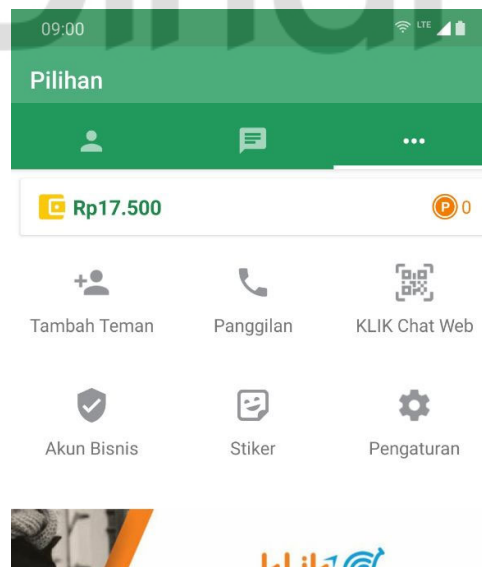 09:00 LTE
Pilihan
Rp17.500 P 0
Tambah Teman Panggilan KLIK Chat Web
Akun Bisnis Stiker Pengaturan